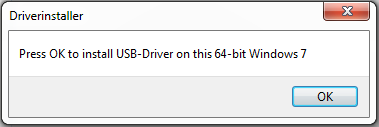 Driverinstaller
Press OK to install USB-Driver on this 64-bit Windows 7
OK